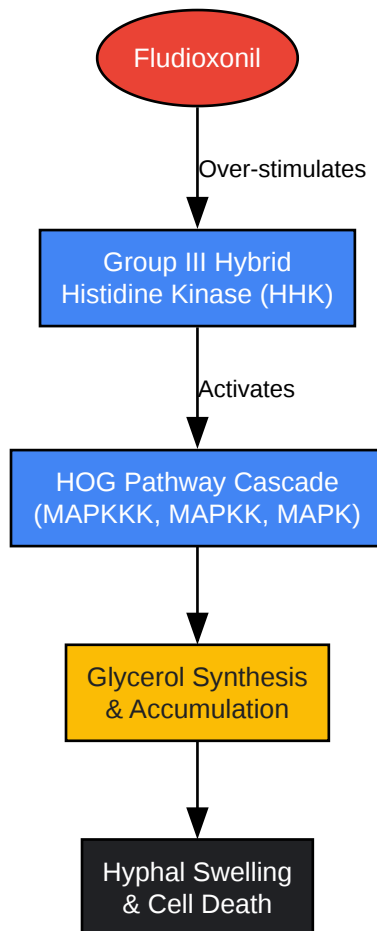 Fludioxonil
Over-stimulates
Group III Hybrid
Histidine Kinase (HHK)
Activates
HOG Pathway Cascade
(MAPKKK, MAPKK, MAPK)
Glycerol Synthesis
& Accumulation
Hyphal Swelling
& Cell Death